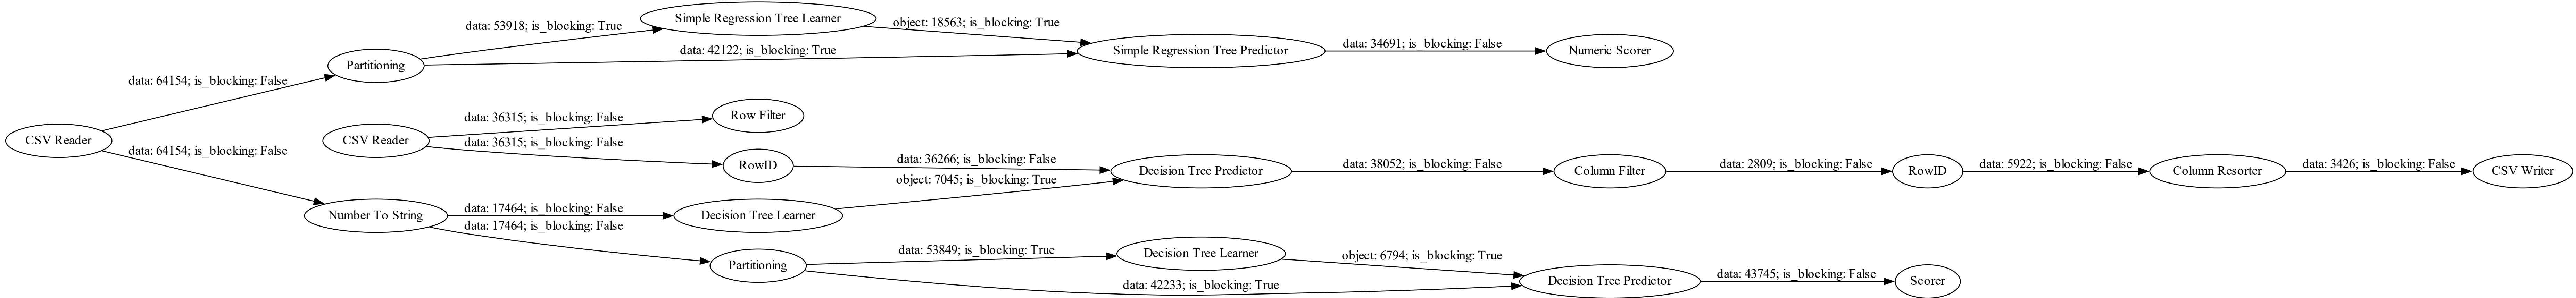 Simple Regression Tree Learner
data: 53918; is_blocking: True
object: 18563; is_blocking: True
data: 42122; is_blocking: True
Partitioning
Simple Regression Tree Predictor
data: 34691; is_blocking: False
Numeric Scorer
data: 64154; is_blocking: False
CSV Reader
data: 64154; is_blocking: False
CSV Reader
data: 36315; is_blocking: False
Row Filter
data: 36315; is_blocking: False
RowID
data: 36266; is_blocking: False
object: 7045; is_blocking: True
Decision Tree Predictor
data: 38052; is_blocking: False
Column Filter
data: 2809; is_blocking: False
RowID
data: 5922; is_blocking: False
Column Resorter
data: 3426; is_blocking: False
CSV Writer
Number To String
data: 17464; is_blocking: False
Decision Tree Learner
data: 17464; is_blocking: False
Partitioning
data: 53849; is_blocking: True
Decision Tree Learner
object: 6794; is_blocking: True
data: 42233; is_blocking: True
Decision Tree Predictor
data: 43745; is_blocking: False
Scorer